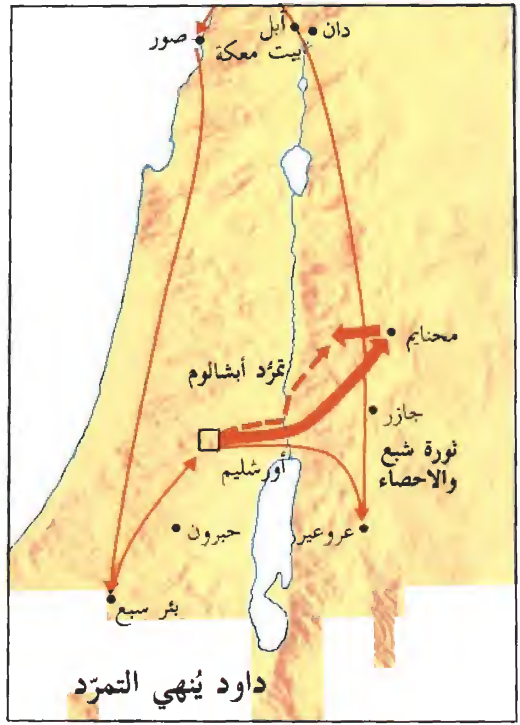 دان
أبل
بيت معكة
صور
محنايم
تمرُّد أبشالوم
جازر
ثورة شبع
والاحصاء
أورشليم
عروعير
حبرون
بئر سبع
داود يُنهي التمرّد